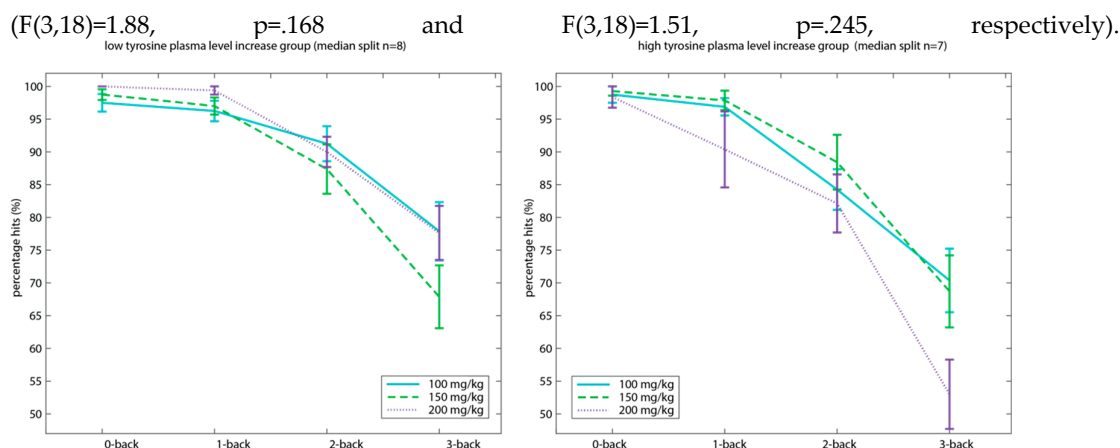 (F(3,18)=1.88, p=.168 and F(3,18)=1.51, p=.245, respectively).
low tyrosine plasma level increase group (median split n=8)
percentage hits (%)
100
95
90
85
80
75
70
65
60
55
50
0-back 1-back 2-back 3-back
100 mg/kg
150 mg/kg
200 mg/kg
high tyrosine plasma level increase group (median split n=7)
percentage hits (%)
100
95
90
85
80
75
70
65
60
55
50
0-back 1-back 2-back 3-back
100 mg/kg
150 mg/kg
200 mg/kg